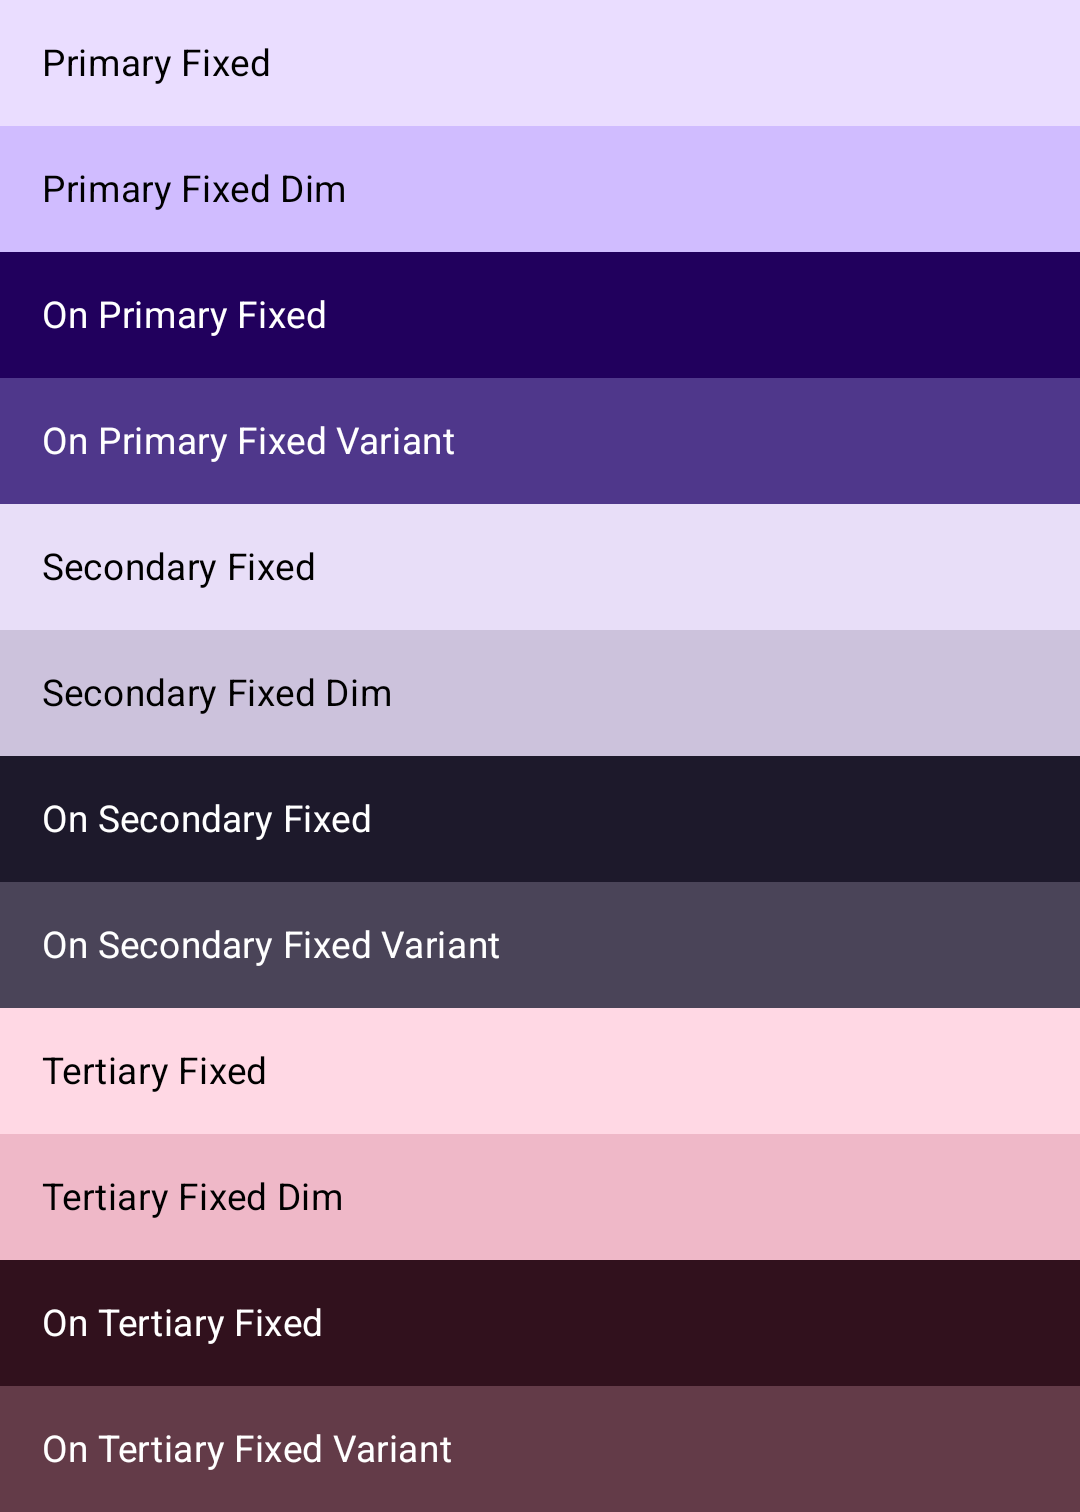 Primary Fixed
Primary Fixed Dim
On Primary Fixed
On Primary Fixed Variant
Secondary Fixed
Secondary Fixed Dim
On Secondary Fixed
On Secondary Fixed Variant
Tertiary Fixed
Tertiary Fixed Dim
On Tertiary Fixed
On Tertiary Fixed Variant